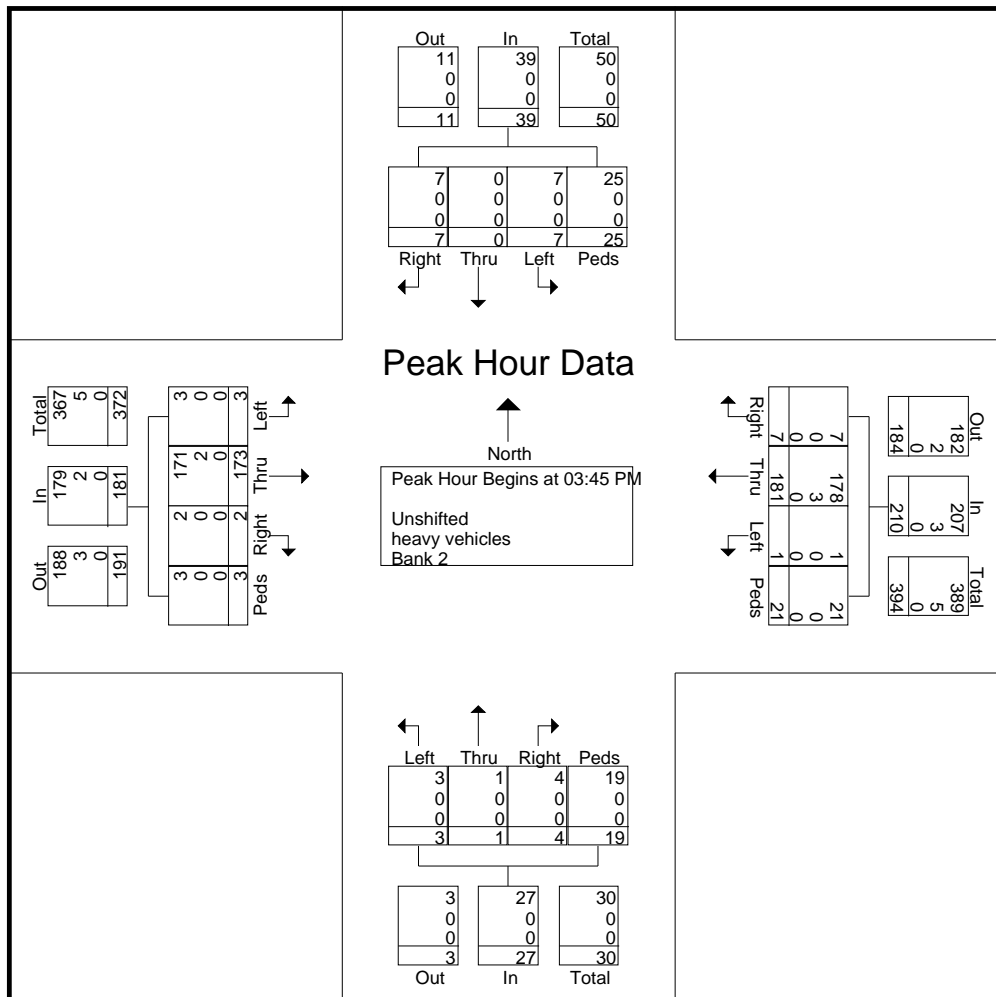 Out In Total
11 39 50
0 0 0
0 0 0
11 39 50
7 0 7 25
0 0 0 0
0 0 0 0
7 0 7 25
Right Thru Left Peds
Peak Hour Data
North
Peak Hour Begins at 03:45 PM
Unshifted
heavy vehicles
Bank 2
Total
367 5 0 372
In
179 2 0 181
Out
188 3 0 191
Left
3 0 0 3
Thru
171 2 0 173
Right
2 0 0 2
Peds
3 0 0 3
Right
7 0 0 7
Thru
178 3 0 181
Left
1 0 0 1
Peds
21 0 0 21
Out
182 2 0 184
In
207 3 0 210
Total
389 5 0 394
Left Thru Right Peds
3 1 4 19
0 0 0 0
0 0 0 0
3 1 4 19
3 27 30
0 0 0
0 0 0
3 27 30
Out In Total